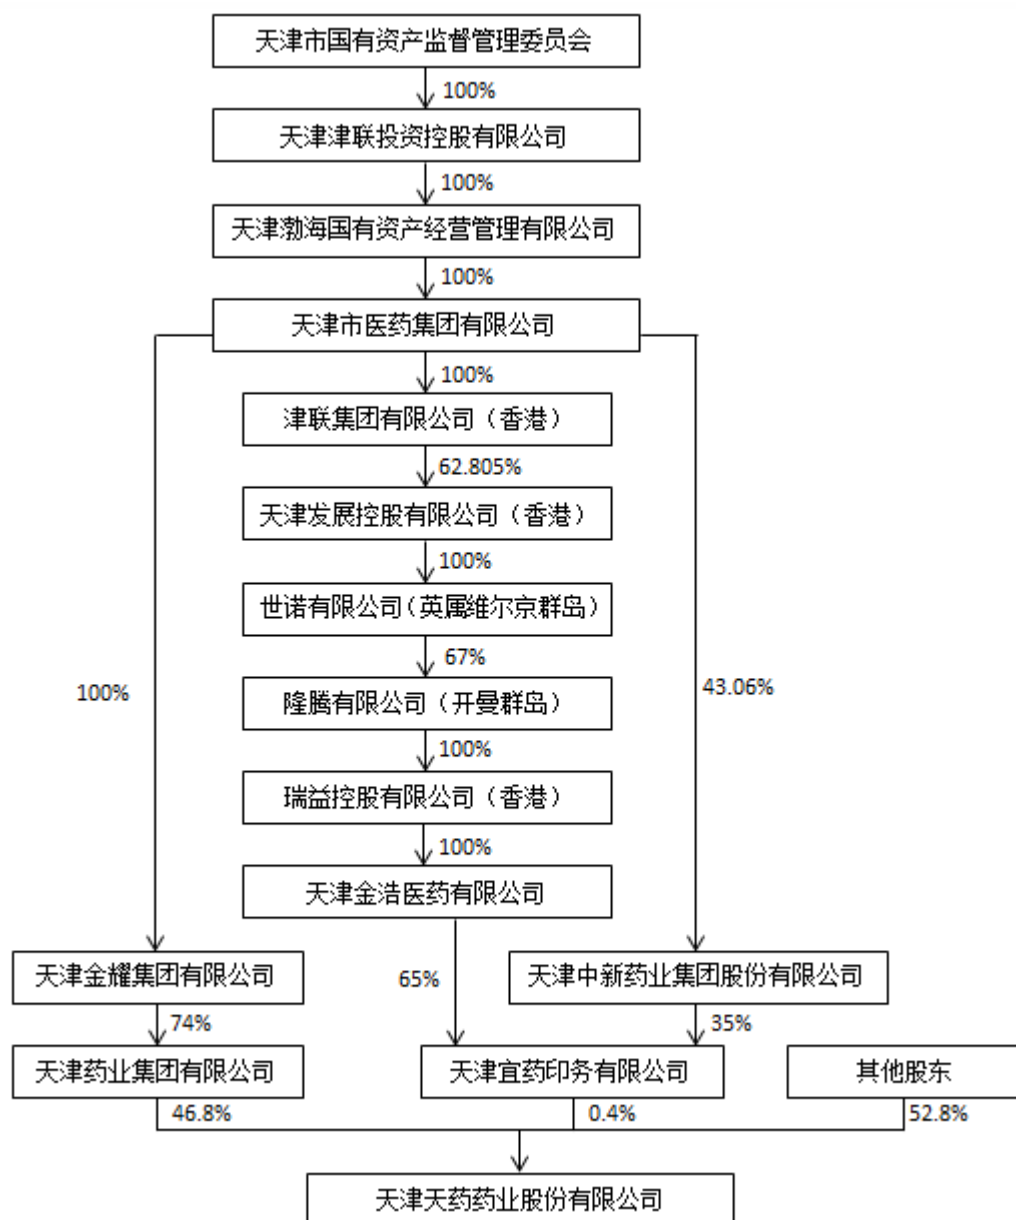 天津市国有资产监督管理委员会
100%
天津津联投资控股有限公司
100%
天津渤海国有资产经营管理有限公司
100%
天津市医药集团有限公司
100%
津联集团有限公司（香港）
62.805%
天津发展控股有限公司（香港）
100%
世诺有限公司（英属维尔京群岛）
67%
隆腾有限公司（开曼群岛）
100%
43.06%
100%
瑞益控股有限公司（香港）
100%
天津金浩医药有限公司
天津金耀集团有限公司
65%
天津中新药业集团股份有限公司
74%
35%
天津药业集团有限公司
天津宜药印务有限公司
其他股东
46.8%
0.4%
52.8%
天津天药药业股份有限公司